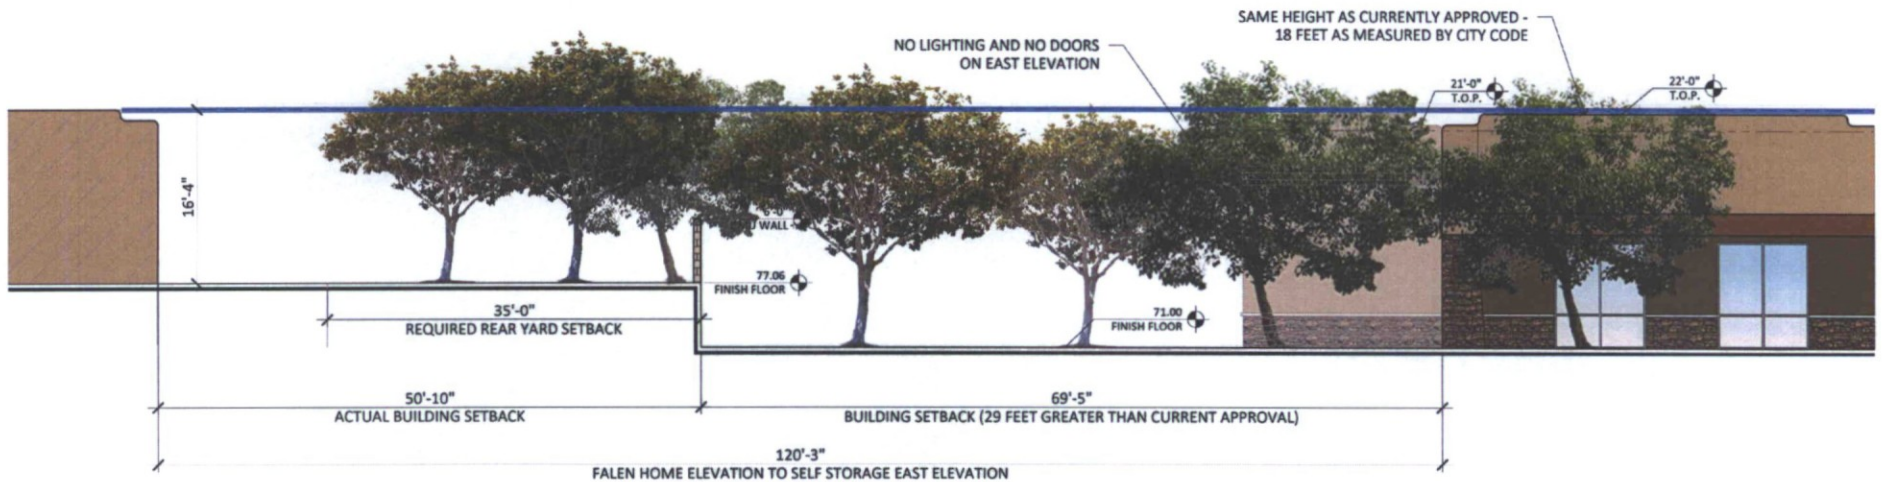 SAME HEIGHT AS CURRENTLY APPROVED -
18 FEET AS MEASURED BY CITY CODE
NO LIGHTING AND NO DOORS
ON EAST ELEVATION
21'-0"
T.O.P.
22'-0"
T.O.P.
16'-4"
6'-0"
WALL
77.06
FINISH FLOOR
71.00
FINISH FLOOR
35'-0"
REQUIRED REAR YARD SETBACK
50'-10"
ACTUAL BUILDING SETBACK
69'-5"
BUILDING SETBACK (29 FEET GREATER THAN CURRENT APPROVAL)
120'-3"
FALEN HOME ELEVATION TO SELF STORAGE EAST ELEVATION